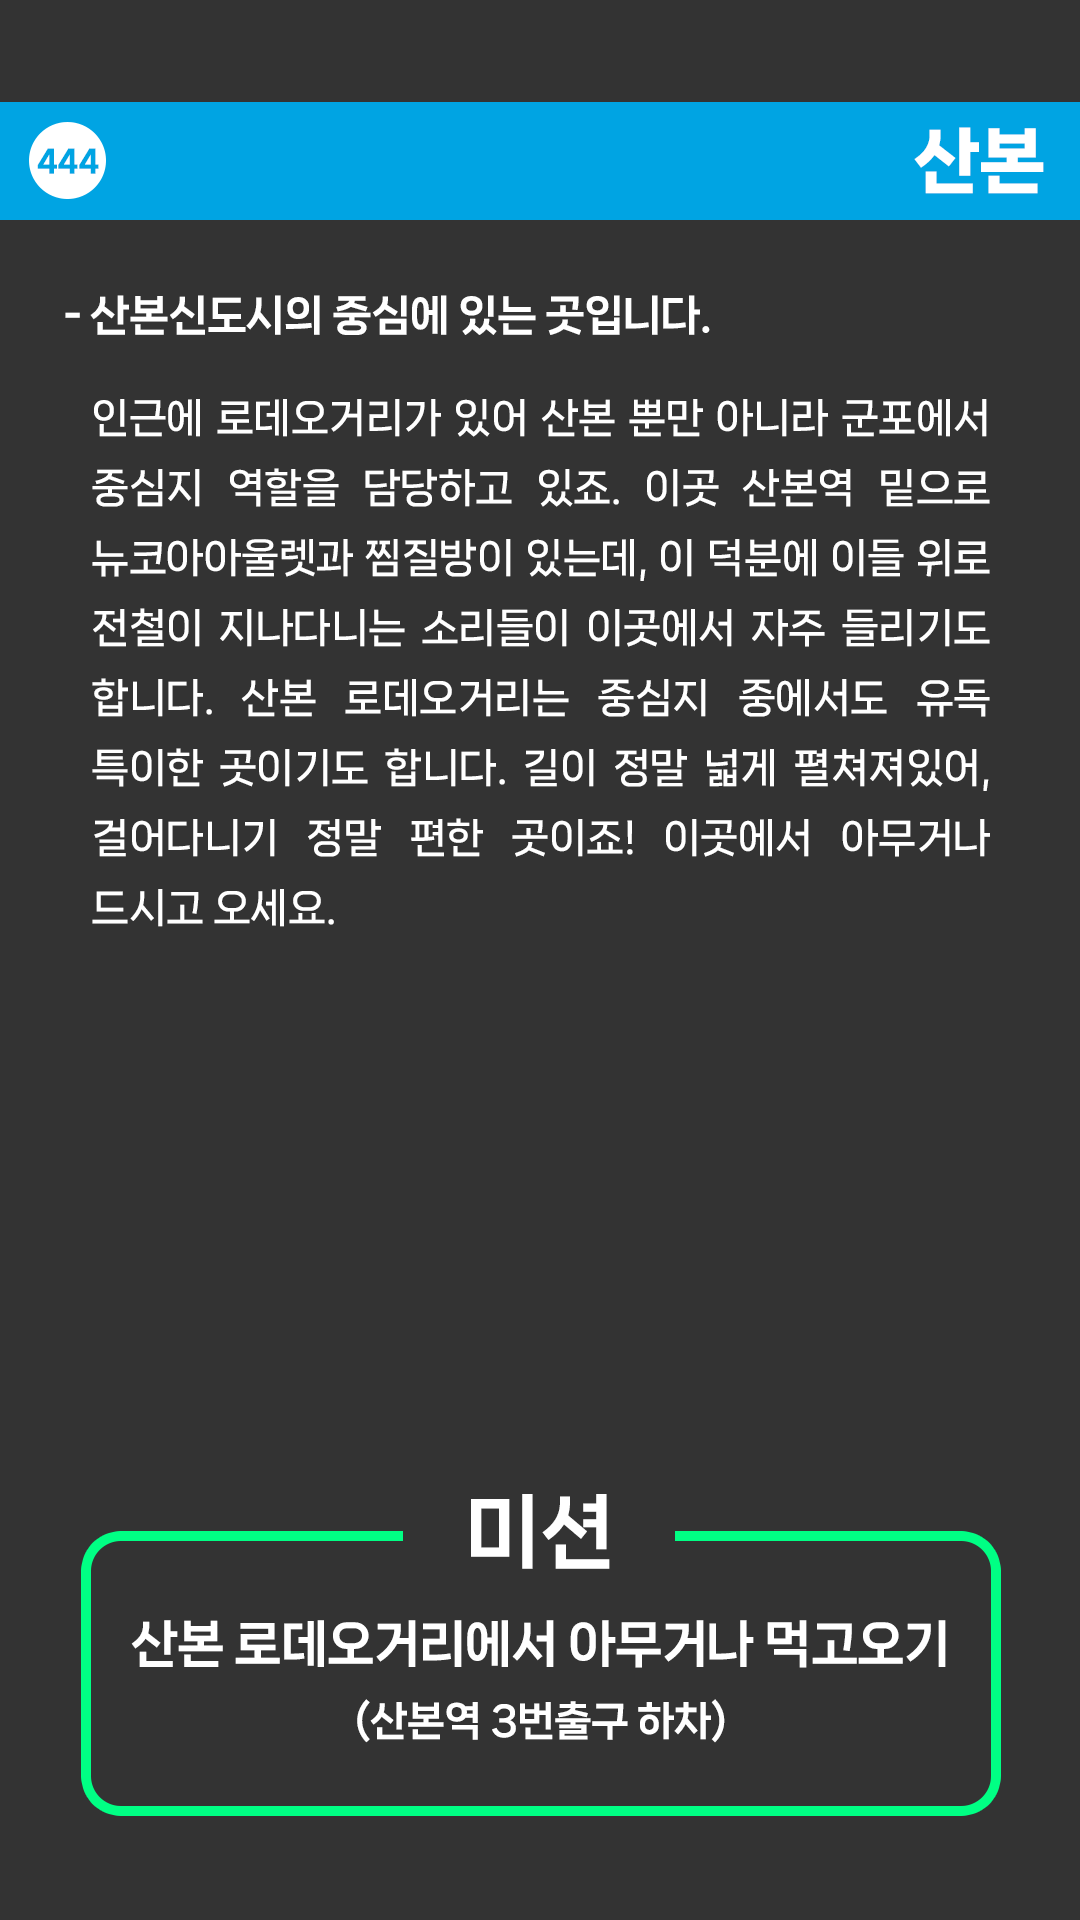 444
산본
- 산본신도시의 중심에 있는 곳입니다.
인근에 로데오거리가 있어 산본 뿐만 아니라 군포에서
중심지 역할을 담당하고 있죠. 이곳 산본역 밑으로
뉴코아아울렛과 찜질방이 있는데, 이 덕분에 이들 위로
전철이 지나다니는 소리들이 이곳에서 자주 들리기도
합니다. 산본 로데오거리는 중심지 중에서도 유독
특이한 곳이기도 합니다. 길이 정말 넓게 펼쳐져있어,
걸어다니기 정말 편한 곳이죠! 이곳에서 아무거나
드시고 오세요.
미션
산본 로데오거리에서 아무거나 먹고오기
(산본역 3번출구 하차)